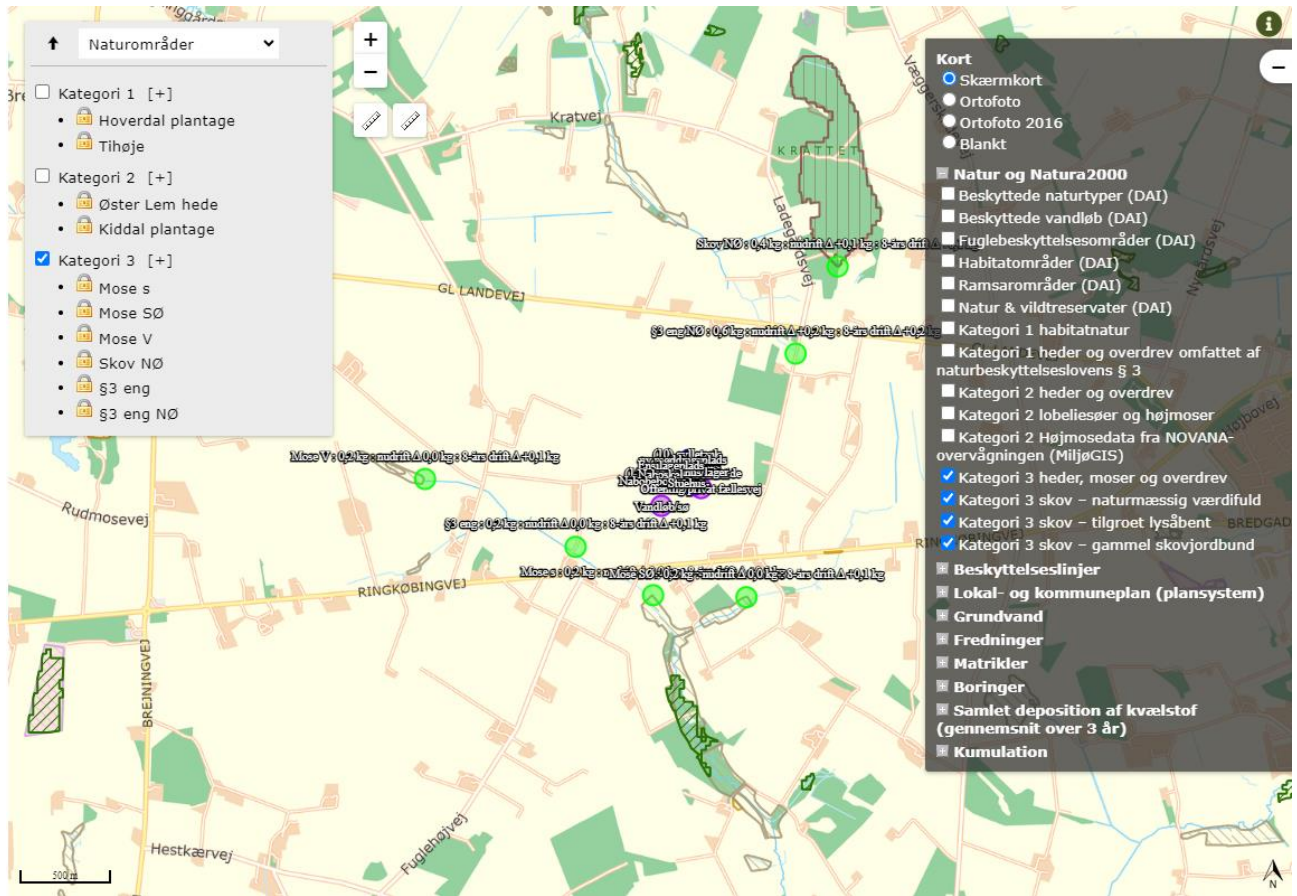 Naturområder
Kategori 1 [+]
Hoverdal plantage
Tihøje
Kategori 2 [+]
Øster Lem hede
Kiddal plantage
Kategori 3 [+]
Mose s
Mose SØ
Mose V
Skov NØ
§3 eng
§3 eng NØ
+
−
Kratvej
KRATTET
Ladegårdsvej
Skov NØ : 0,4 kg : nudrift Δ +0,1 kg : 8-års drift
GL LANDEVEJ
§3 eng NØ : 0,6 kg : nudrift Δ +0,2 kg : 8-års drift Δ +0,2 kg
Mose V : 0,2 kg : nudrift Δ 0,0 kg : 8-års drift Δ +0,1 kg
Stuehus
Offentlig/privat fællesvej
Vandløb/sø
§3 eng : 0,2 kg : nudrift Δ 0,0 kg : 8-års drift Δ +0,1 kg
Rudmosevej
Mose s : 0,2 kg :
Mose SØ : 0,2 kg : nudrift Δ 0,0 kg : 8-års drift Δ +0,1 kg
RINGKØBINGVEJ
BREJNINGVEJ
Fuglehøjvej
Hestkærvej
500 m
Kort
−
Skærmkort
Ortofoto
Ortofoto 2016
Blankt
Natur og Natura2000
Beskyttede naturtyper (DAI)
Beskyttede vandløb (DAI)
Fuglebeskyttelsesområder (DAI)
Habitatområder (DAI)
Ramsarområder (DAI)
Natur & vildtreservater (DAI)
Kategori 1 habitatnatur
Kategori 1 heder og overdrev omfattet af
naturbeskyttelseslovens § 3
Kategori 2 heder og overdrev
Kategori 2 lobeliesøer og højmoser
Kategori 2 Højmosedata fra NOVANA-
overvågningen (MiljøGIS)
Kategori 3 heder, moser og overdrev
Kategori 3 skov – naturmæssig værdifuld
Kategori 3 skov – tilgroet lysåbent
Kategori 3 skov – gammel skovjordbund
Beskyttelseslinjer
Lokal- og kommuneplan (plansystem)
Grundvand
Fredninger
Matrikler
Boringer
Samlet deposition af kvælstof
(gennemsnit over 3 år)
Kumulation
BREDGAD
N